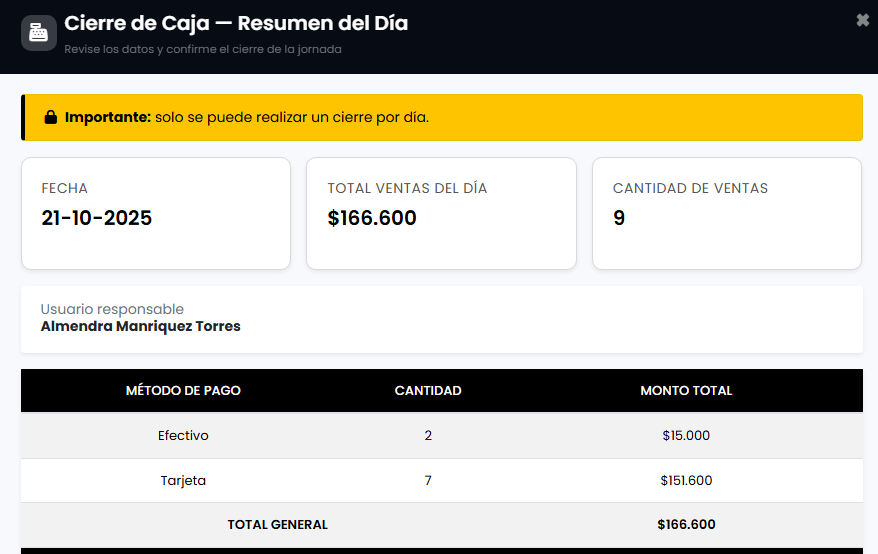 Cierre de Caja — Resumen del Día
Revise los datos y confirme el cierre de la jornada
Importante: solo se puede realizar un cierre por día.
FECHA
21-10-2025
TOTAL VENTAS DEL DÍA
$166.600
CANTIDAD DE VENTAS
9
Usuario responsable
Almendra Manriquez Torres
MÉTODO DE PAGO CANTIDAD MONTO TOTAL
Efectivo 2 $15.000
Tarjeta 7 $151.600
TOTAL GENERAL $166.600